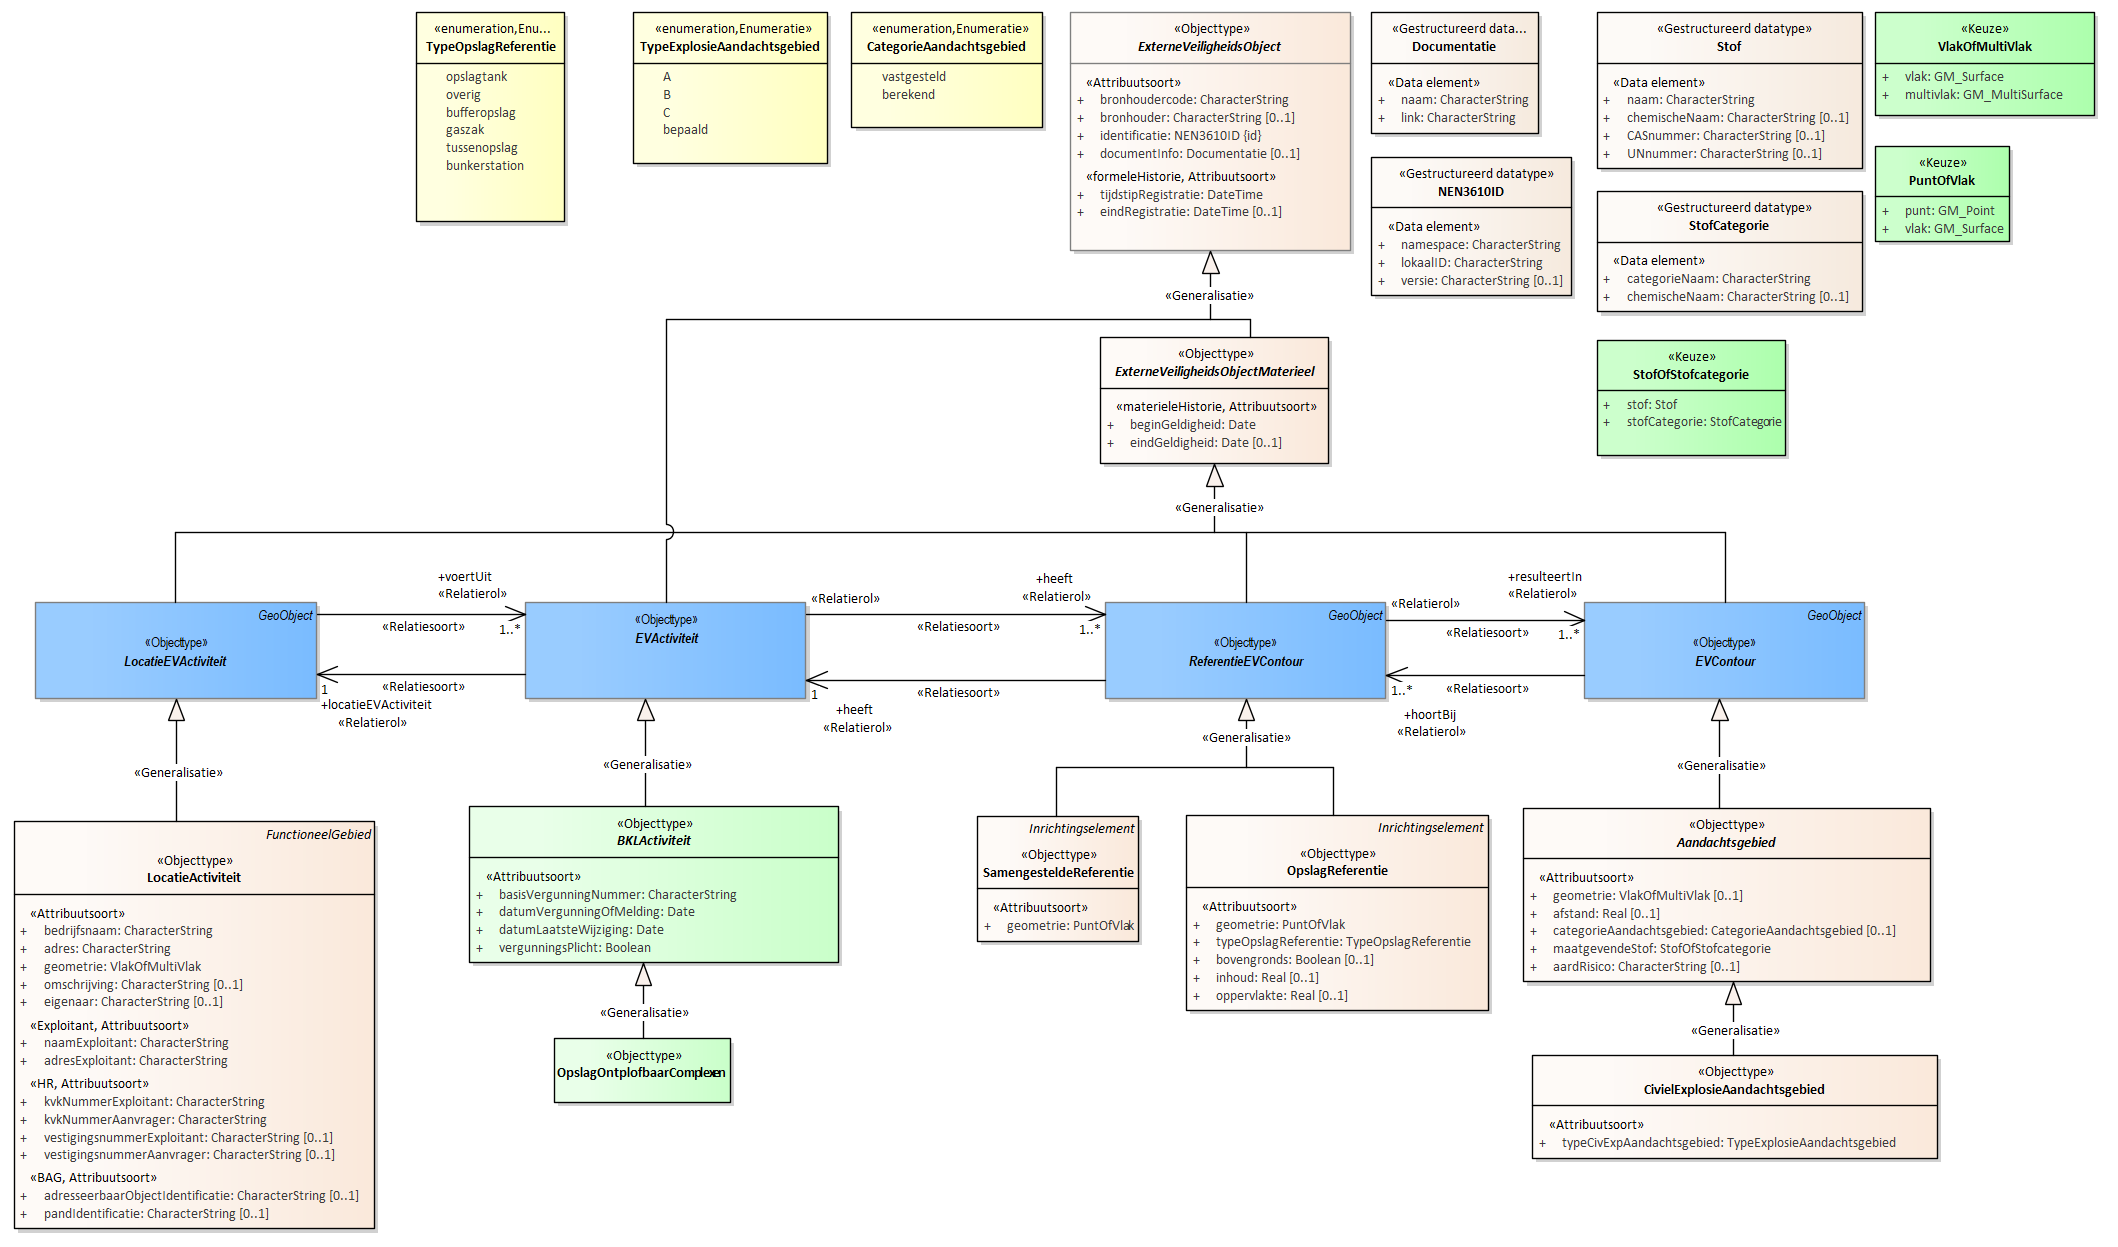 «enumeration,Enu...
TypeOpslagReferentie
opslagtank
overig
bufferopslag
gaszak
tussenopslag
bunkerstation
«enumeration,Enumeratie»
TypeExplosieAandachtsgebied
A
B
C
bepaald
«enumeration,Enumeratie»
CategorieAandachtsgebied
vastgesteld
berekend
«Objecttype»
ExterneVeiligheidsObject
«Attribuutsoort»
+ bronhoudercode: CharacterString
+ bronhouder: CharacterString [0..1]
+ identificatie: NEN3610ID {id}
+ documentInfo: Documentatie [0..1]
«formeleHistorie, Attribuutsoort»
+ tijdstipRegistratie: DateTime
+ eindRegistratie: DateTime [0..1]
«Gestructureerd data...
Documentatie
«Data element»
+ naam: CharacterString
+ link: CharacterString
«Gestructureerd datatype»
NEN3610ID
«Data element»
+ namespace: CharacterString
+ lokaalID: CharacterString
+ versie: CharacterString [0..1]
«Gestructureerd datatype»
Stof
«Data element»
+ naam: CharacterString
+ chemischeNaam: CharacterString [0..1]
+ CASnummer: CharacterString [0..1]
+ UNnummer: CharacterString [0..1]
«Gestructureerd datatype»
StofCategorie
«Data element»
+ categorieNaam: CharacterString
+ chemischeNaam: CharacterString [0..1]
«Keuze»
StofOfStofcategorie
+ stof: Stof
+ stofCategorie: StofCategorie
«Keuze»
VlakOfMultiVlak
+ vlak: GM_Surface
+ multivlak: GM_MultiSurface
«Keuze»
PuntOfVlak
+ punt: GM_Point
+ vlak: GM_Surface
«Generalisatie»
«Objecttype»
ExterneVeiligheidsObjectMaterieel
«materieleHistorie, Attribuutsoort»
+ beginGeldigheid: Date
+ eindGeldigheid: Date [0..1]
«Generalisatie»
GeoObject
«Objecttype»
LocatieEVActiviteit
+voertUit
«Relatierol»
«Relatiesoort»
1..*
«Relatiesoort»
1
+locatieEVActiviteit
«Relatierol»
«Objecttype»
EVActiviteit
«Relatierol»
+heeft
«Relatierol»
«Relatiesoort»
1..*
«Relatiesoort»
1
+heeft
«Relatierol»
GeoObject
«Objecttype»
ReferentieEVContour
«Relatierol»
+resulteertIn
«Relatierol»
«Relatiesoort»
1..*
«Relatiesoort»
1..*
+hoortBij
«Relatierol»
GeoObject
«Objecttype»
EVContour
«Generalisatie»
«Generalisatie»
«Generalisatie»
«Generalisatie»
FunctioneelGebied
«Objecttype»
LocatieActiviteit
«Attribuutsoort»
+ bedrijfsnaam: CharacterString
+ adres: CharacterString
+ geometrie: VlakOfMultiVlak
+ omschrijving: CharacterString [0..1]
+ eigenaar: CharacterString [0..1]
«Exploitant, Attribuutsoort»
+ naamExploitant: CharacterString
+ adresExploitant: CharacterString
«HR, Attribuutsoort»
+ kvkNummerExploitant: CharacterString
+ kvkNummerAanvrager: CharacterString
+ vestigingsnummerExploitant: CharacterString [0..1]
+ vestigingsnummerAanvrager: CharacterString [0..1]
«BAG, Attribuutsoort»
+ adresseerbaarObjectIdentificatie: CharacterString [0..1]
+ pandIdentificatie: CharacterString [0..1]
«Objecttype»
BKLActiviteit
«Attribuutsoort»
+ basisVergunningNummer: CharacterString
+ datumVergunningOfMelding: Date
+ datumLaatsteWijziging: Date
+ vergunningsPlicht: Boolean
«Generalisatie»
«Objecttype»
OpslagOntplofbaarComplexen
Inrichtingselement
«Objecttype»
SamengesteldeReferentie
«Attribuutsoort»
+ geometrie: PuntOfVlak
Inrichtingselement
«Objecttype»
OpslagReferentie
«Attribuutsoort»
+ geometrie: PuntOfVlak
+ typeOpslagReferentie: TypeOpslagReferentie
+ bovengronds: Boolean [0..1]
+ inhoud: Real [0..1]
+ oppervlakte: Real [0..1]
«Objecttype»
Aandachtsgebied
«Attribuutsoort»
+ geometrie: VlakOfMultiVlak [0..1]
+ afstand: Real [0..1]
+ categorieAandachtsgebied: CategorieAandachtsgebied [0..1]
+ maatgevendeStof: StofOfStofcategorie
+ aardRisico: CharacterString [0..1]
«Generalisatie»
«Objecttype»
CivielExplosieAandachtsgebied
«Attribuutsoort»
+ typeCivExpAandachtsgebied: TypeExplosieAandachtsgebied